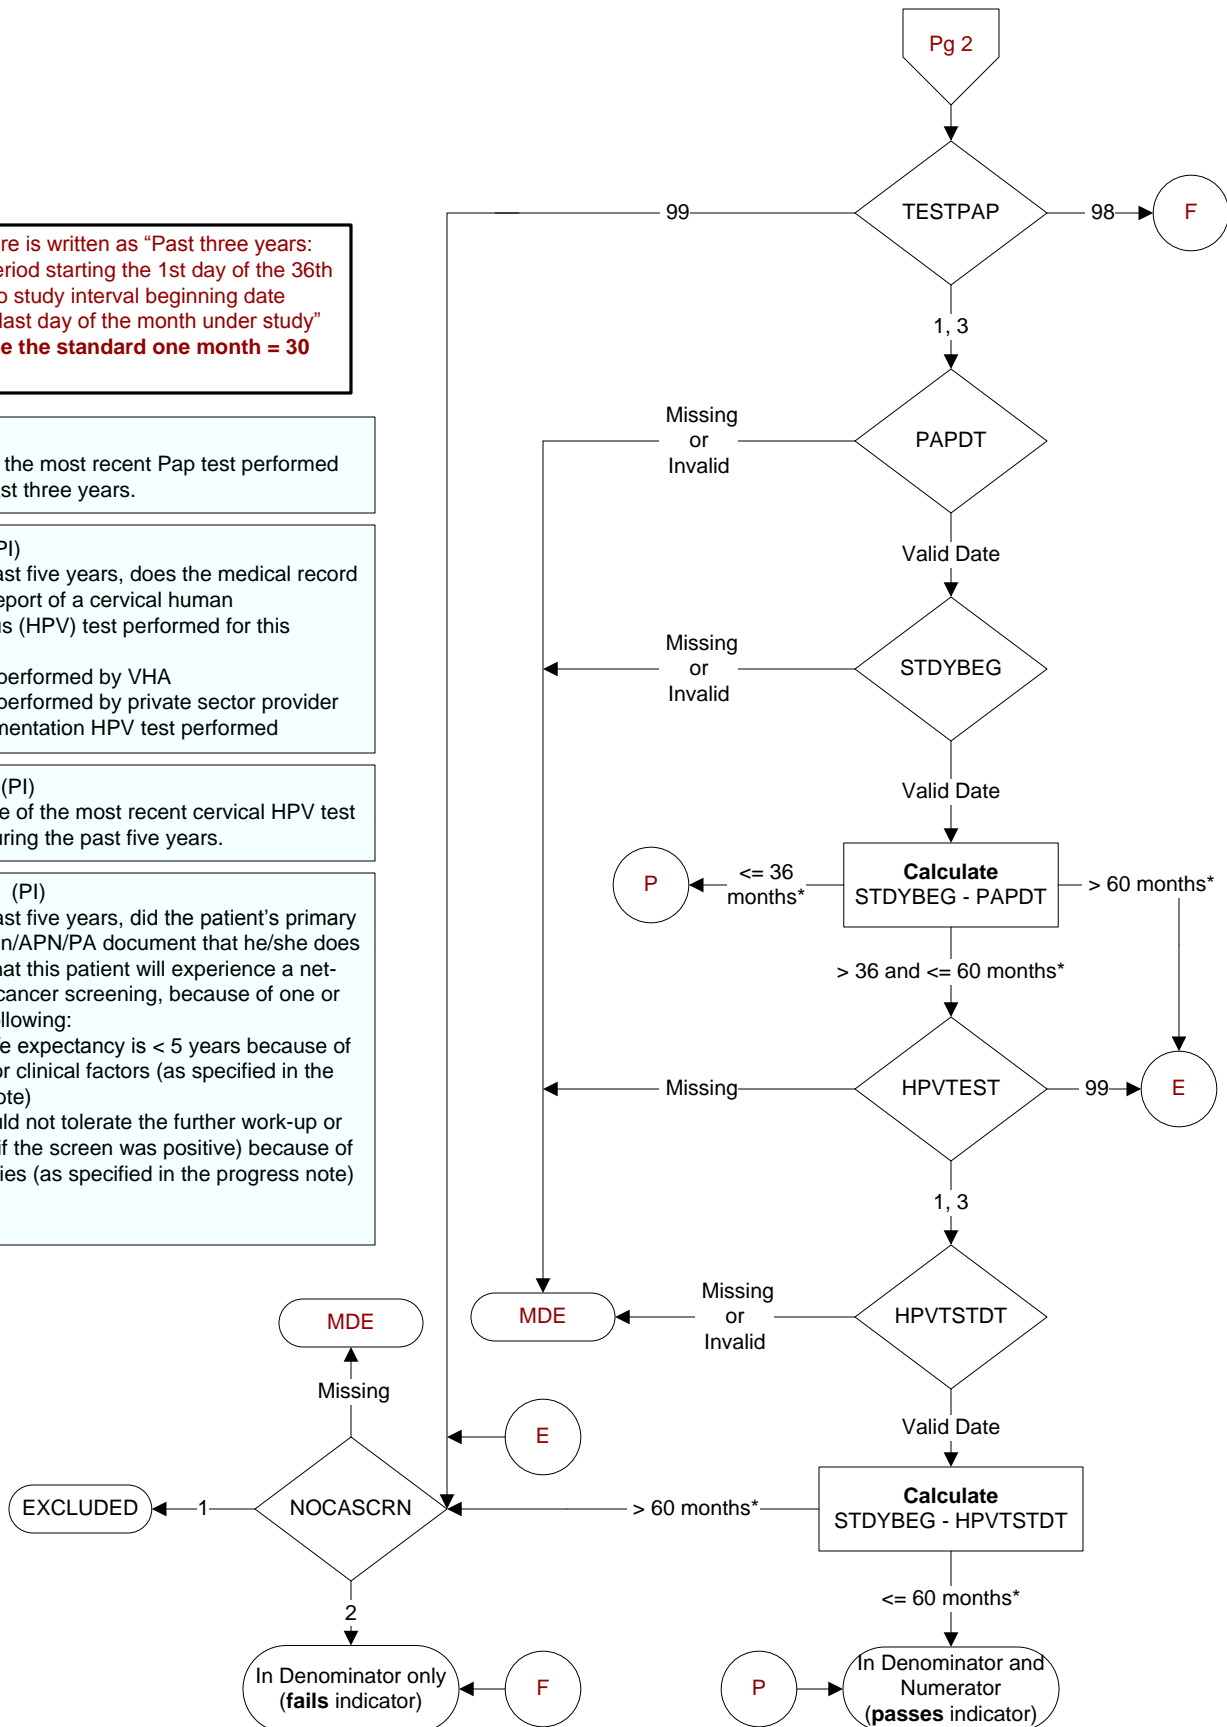 Pg 2
TESTPAP
99
98
F
1, 3
re is written as “Past three years:
eriod starting the 1st day of the 36th
o study interval beginning date
last day of the month under study”
e the standard one month = 30
the most recent Pap test performed
st three years.
PI)
ast five years, does the medical record
eport of a cervical human
us (HPV) test performed for this
performed by VHA
performed by private sector provider
mentation HPV test performed
(PI)
e of the most recent cervical HPV test
uring the past five years.
(PI)
ast five years, did the patient’s primary
n/APN/PA document that he/she does
hat this patient will experience a net-
cancer screening, because of one or
ollowing:
fe expectancy is < 5 years because of
or clinical factors (as specified in the
ote)
uld not tolerate the further work-up or
if the screen was positive) because of
ies (as specified in the progress note)
PAPDT
Missing
or
Invalid
Valid Date
STDYBEG
Missing
or
Invalid
Valid Date
Calculate
STDYBEG - PAPDT
<= 36
months*
P
> 60 months*
> 36 and <= 60 months*
HPVTEST
Missing
99
E
1, 3
HPVTSTDT
Missing
or
Invalid
MDE
Valid Date
Calculate
STDYBEG - HPVTSTDT
> 60 months*
<= 60 months*
MDE
Missing
E
NOCASCRN
1
EXCLUDED
2
In Denominator only
(fails indicator)
F
P
In Denominator and
Numerator
(passes indicator)